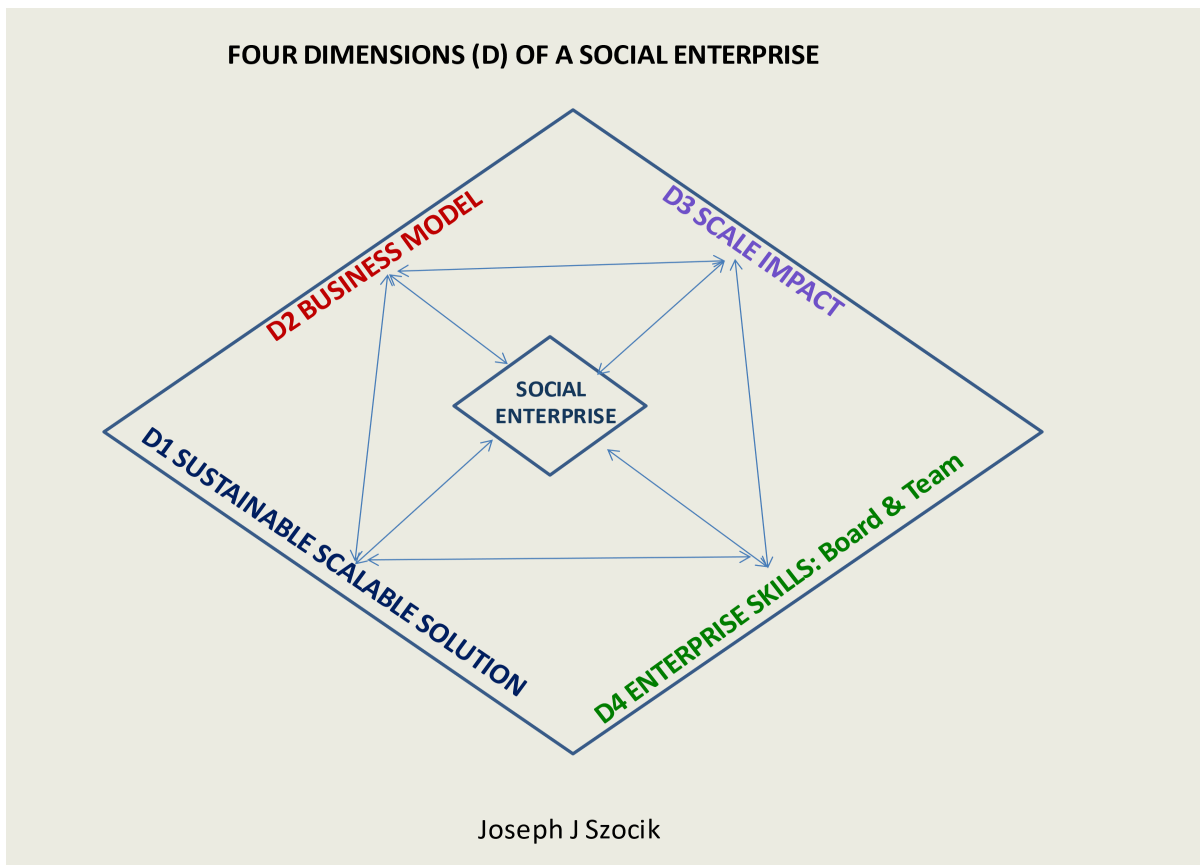 FOUR DIMENSIONS (D) OF A SOCIAL ENTERPRISE
D2 BUSINESS MODEL
D3 SCALE IMPACT
SOCIAL
ENTERPRISE
D1 SUSTAINABLE SCALABLE SOLUTION
D4 ENTERPRISE SKILLS: Board & Team
Joseph J Szocik